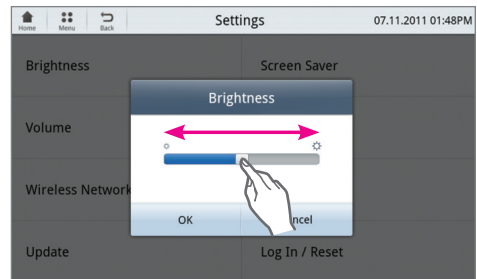 Home Menu Back Settings 07.11.2011 01:48PM
Brightness Screen Saver
Brightness
Volume
Wireless Network
OK
Update Log In / Reset